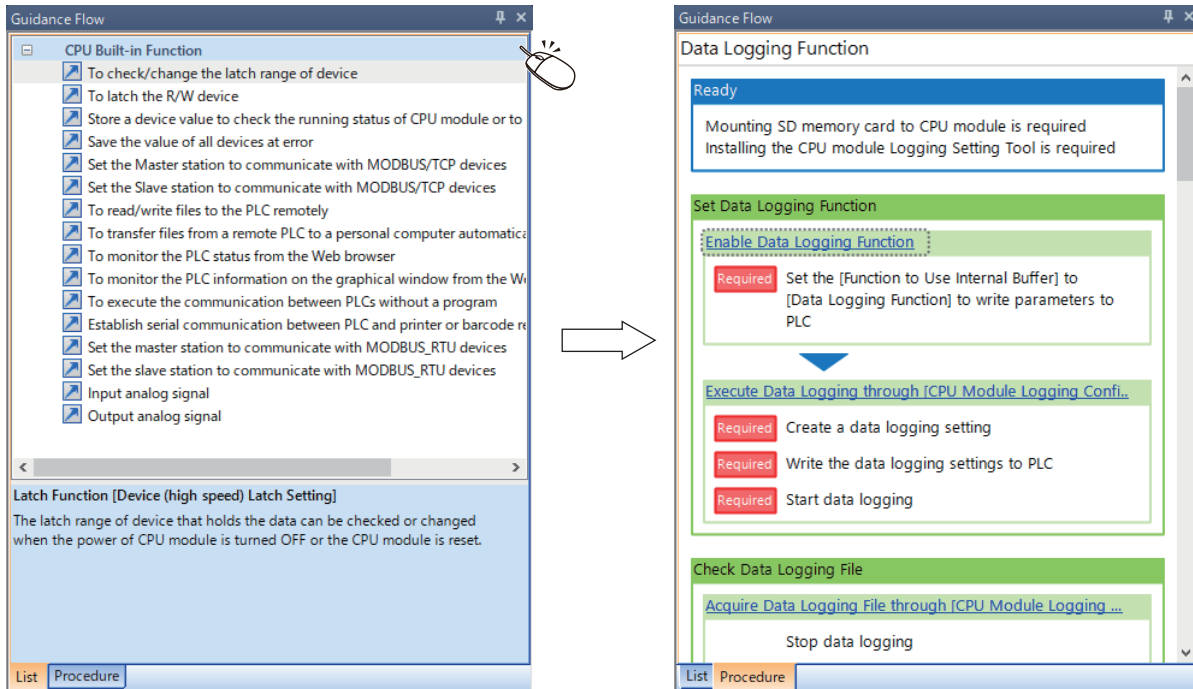 Guidance Flow
CPU Built-in Function
To check/change the latch range of device
To latch the R/W device
Store a device value to check the running status of CPU module or to
Save the value of all devices at error
Set the Master station to communicate with MODBUS/TCP devices
Set the Slave station to communicate with MODBUS/TCP devices
To read/write files to the PLC remotely
To transfer files from a remote PLC to a personal computer automatica
To monitor the PLC status from the Web browser
To monitor the PLC information on the graphical window from the We
To execute the communication between PLCs without a program
Establish serial communication between PLC and printer or barcode re
Set the master station to communicate with MODBUS_RTU devices
Set the slave station to communicate with MODBUS_RTU devices
Input analog signal
Output analog signal
Latch Function [Device (high speed) Latch Setting]
The latch range of device that holds the data can be checked or changed
when the power of CPU module is turned OFF or the CPU module is reset.
List Procedure
Guidance Flow
Data Logging Function
Ready
Mounting SD memory card to CPU module is required
Installing the CPU module Logging Setting Tool is required
Set Data Logging Function
Enable Data Logging Function
Required Set the [Function to Use Internal Buffer] to
[Data Logging Function] to write parameters to
PLC
Execute Data Logging through [CPU Module Logging Confi..
Required Create a data logging setting
Required Write the data logging settings to PLC
Required Start data logging
Check Data Logging File
Acquire Data Logging File through [CPU Module Logging ...
Stop data logging
List Procedure